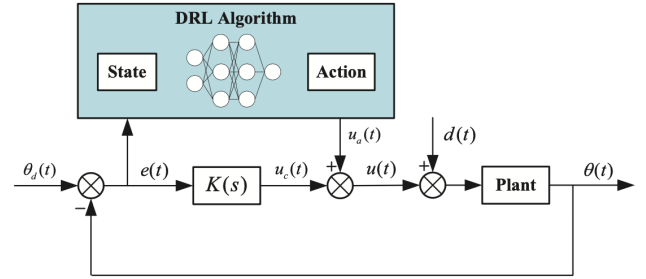 DRL Algorithm
State
Action
u_a(t)
d(t)
θ_d(t)
e(t)
K(s)
u_c(t)
+
u(t)
+
Plant
θ(t)
−